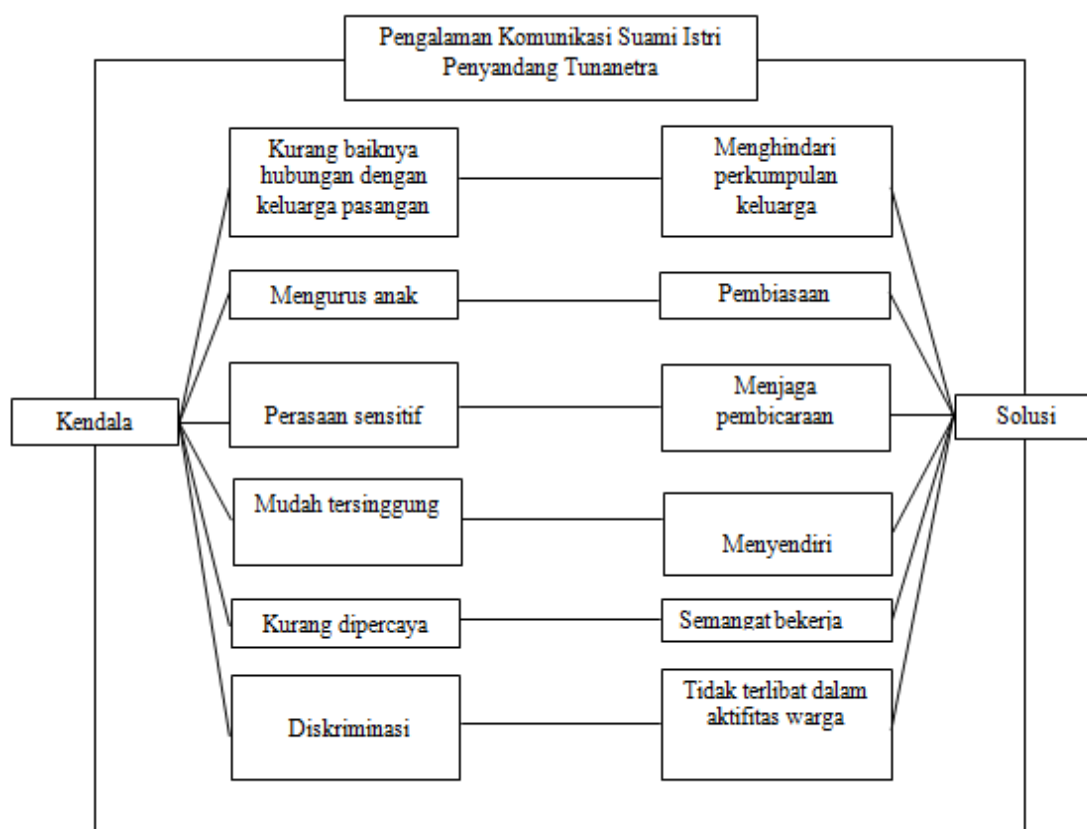 Pengalaman Komunikasi Suami Istri
Penyandang Tunanetra
Kurang baiknya
hubungan dengan
keluarga pasangan
Menghindari
perkumpulan
keluarga
Mengurus anak
Pembiasaan
Kendala
Perasaan sensitif
Menjaga
pembicaraan
Solusi
Mudah tersinggung
Menyendiri
Kurang dipercaya
Semangat bekerja
Diskriminasi
Tidak terlibat dalam
aktifitas warga